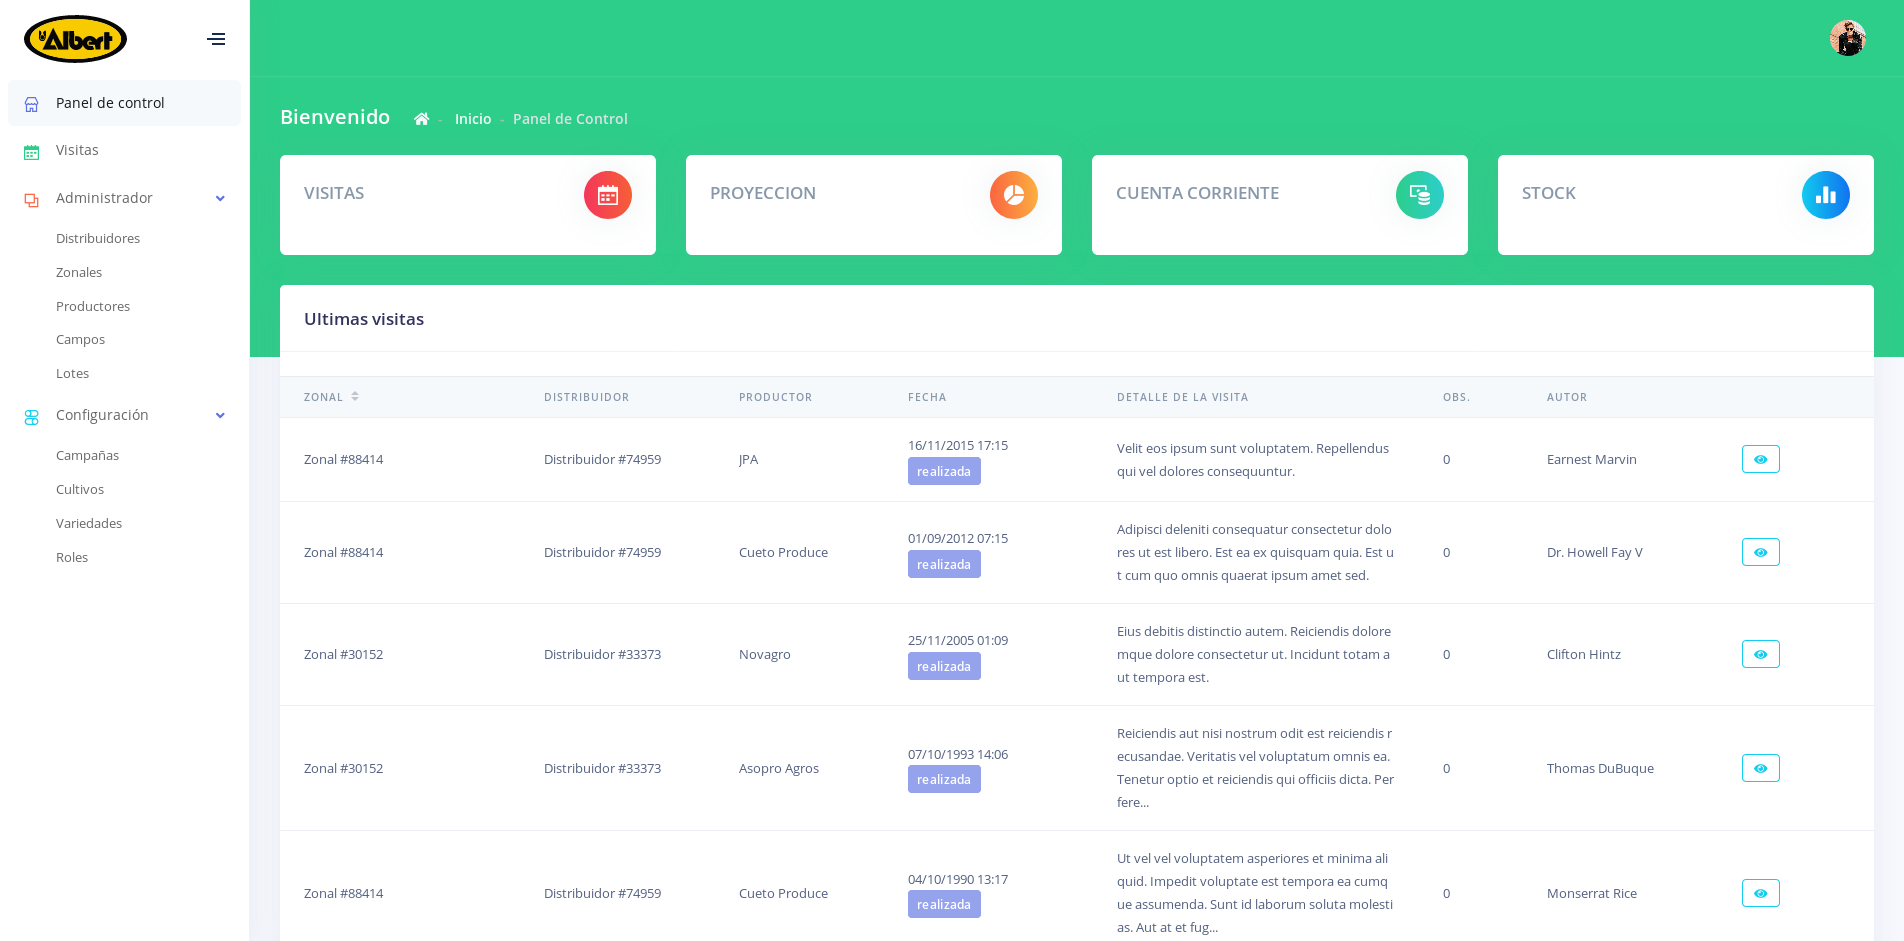 Albert
Panel de control
Visitas
Administrador
Distribuidores
Zonales
Productores
Campos
Lotes
Configuración
Campañas
Cultivos
Variedades
Roles
Bienvenido - Inicio - Panel de Control
VISITAS
PROYECCION
CUENTA CORRIENTE
STOCK
Ultimas visitas
ZONAL DISTRIBUIDOR PRODUCTOR FECHA DETALLE DE LA VISITA OBS. AUTOR
Zonal #88414 Distribuidor #74959 JPA 16/11/2015 17:15 realizada
Velit eos ipsum sunt voluptatem. Repellendus
qui vel dolores consequuntur.
0 Earnest Marvin
Zonal #88414 Distribuidor #74959 Cueto Produce 01/09/2012 07:15 realizada
Adipisci deleniti consequatur consectetur dolo
res ut est libero. Est ea ex quisquam quia. Est u
t cum quo omnis quaerat ipsum amet sed.
0 Dr. Howell Fay V
Zonal #30152 Distribuidor #33373 Novagro 25/11/2005 01:09 realizada
Eius debitis distinctio autem. Reiciendis dolore
mque dolore consectetur ut. Incidunt totam a
ut tempora est.
0 Clifton Hintz
Zonal #30152 Distribuidor #33373 Asopro Agros 07/10/1993 14:06 realizada
Reiciendis aut nisi nostrum odit est reiciendis r
ecusandae. Veritatis vel voluptatum omnis ea.
Tenetur optio et reiciendis qui officiis dicta. Per
fere...
0 Thomas DuBuque
Zonal #88414 Distribuidor #74959 Cueto Produce 04/10/1990 13:17 realizada
Ut vel vel voluptatem asperiores et minima ali
quid. Impedit voluptate est tempora ea cumq
ue assumenda. Sunt id laborum soluta molesti
as. Aut at et fug...
0 Monserrat Rice